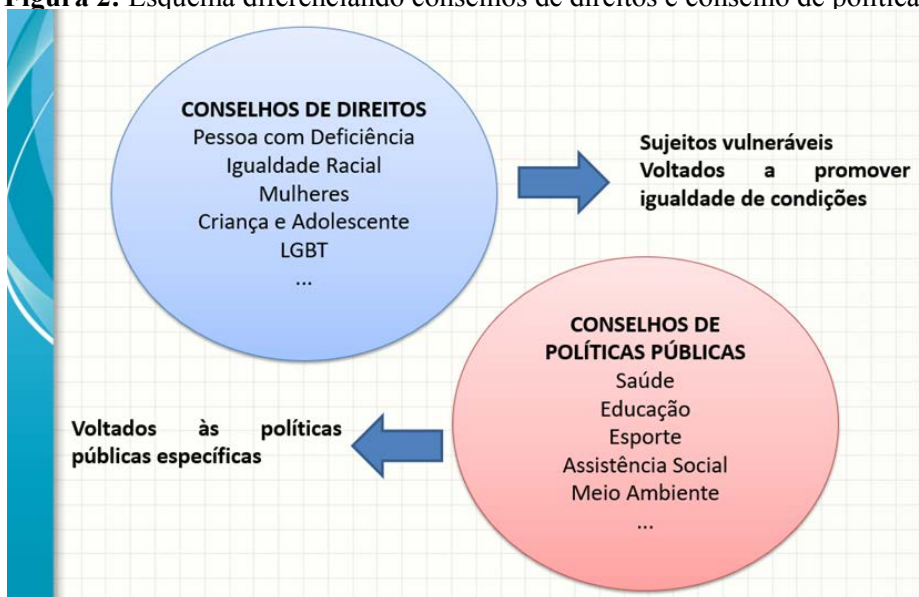 Figura 2: Esquema diferenciando conselhos de direitos e conselho de política
CONSELHOS DE DIREITOS
Pessoa com Deficiência
Igualdade Racial
Mulheres
Criança e Adolescente
LGBT
...
Sujeitos vulneráveis
Voltados a promover
igualdade de condições
CONSELHOS DE
POLÍTICAS PÚBLICAS
Saúde
Educação
Esporte
Assistência Social
Meio Ambiente
...
Voltados às políticas
públicas específicas